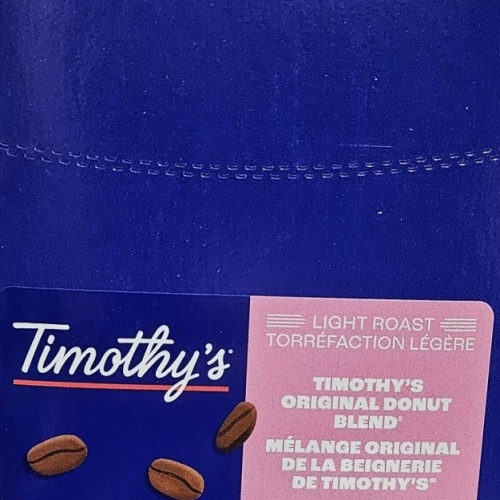 Timothy's
LIGHT ROAST
TORRÉFACTION LÉGÈRE
TIMOTHY'S
ORIGINAL DONUT
BLEND®
MÉLANGE ORIGINAL
DE LA BEIGNERIE
DE TIMOTHY'S®